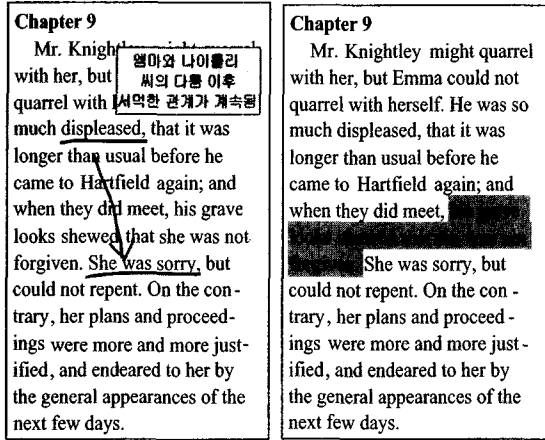 Chapter 9
Mr.
with her, but
quarrel with
엠마와 나이틀리
씨의 다툼 이후
서먹한 관계가 계속됨
much displeased, that it was
longer than usual before he
came to Hartfield again; and
when they did meet, his grave
looks shewed that she was not
forgiven. She was sorry, but
could not repent. On the con-
trary, her plans and proceed-
ings were more and more just-
ified, and endeared to her by
the general appearances of the
next few days.
Chapter 9
Mr. Knightley might quarrel
with her, but Emma could not
quarrel with herself. He was so
much displeased, that it was
longer than usual before he
came to Hartfield again; and
when they did meet,
She was sorry, but
could not repent. On the con-
trary, her plans and proceed-
ings were more and more just-
ified, and endeared to her by
the general appearances of the
next few days.